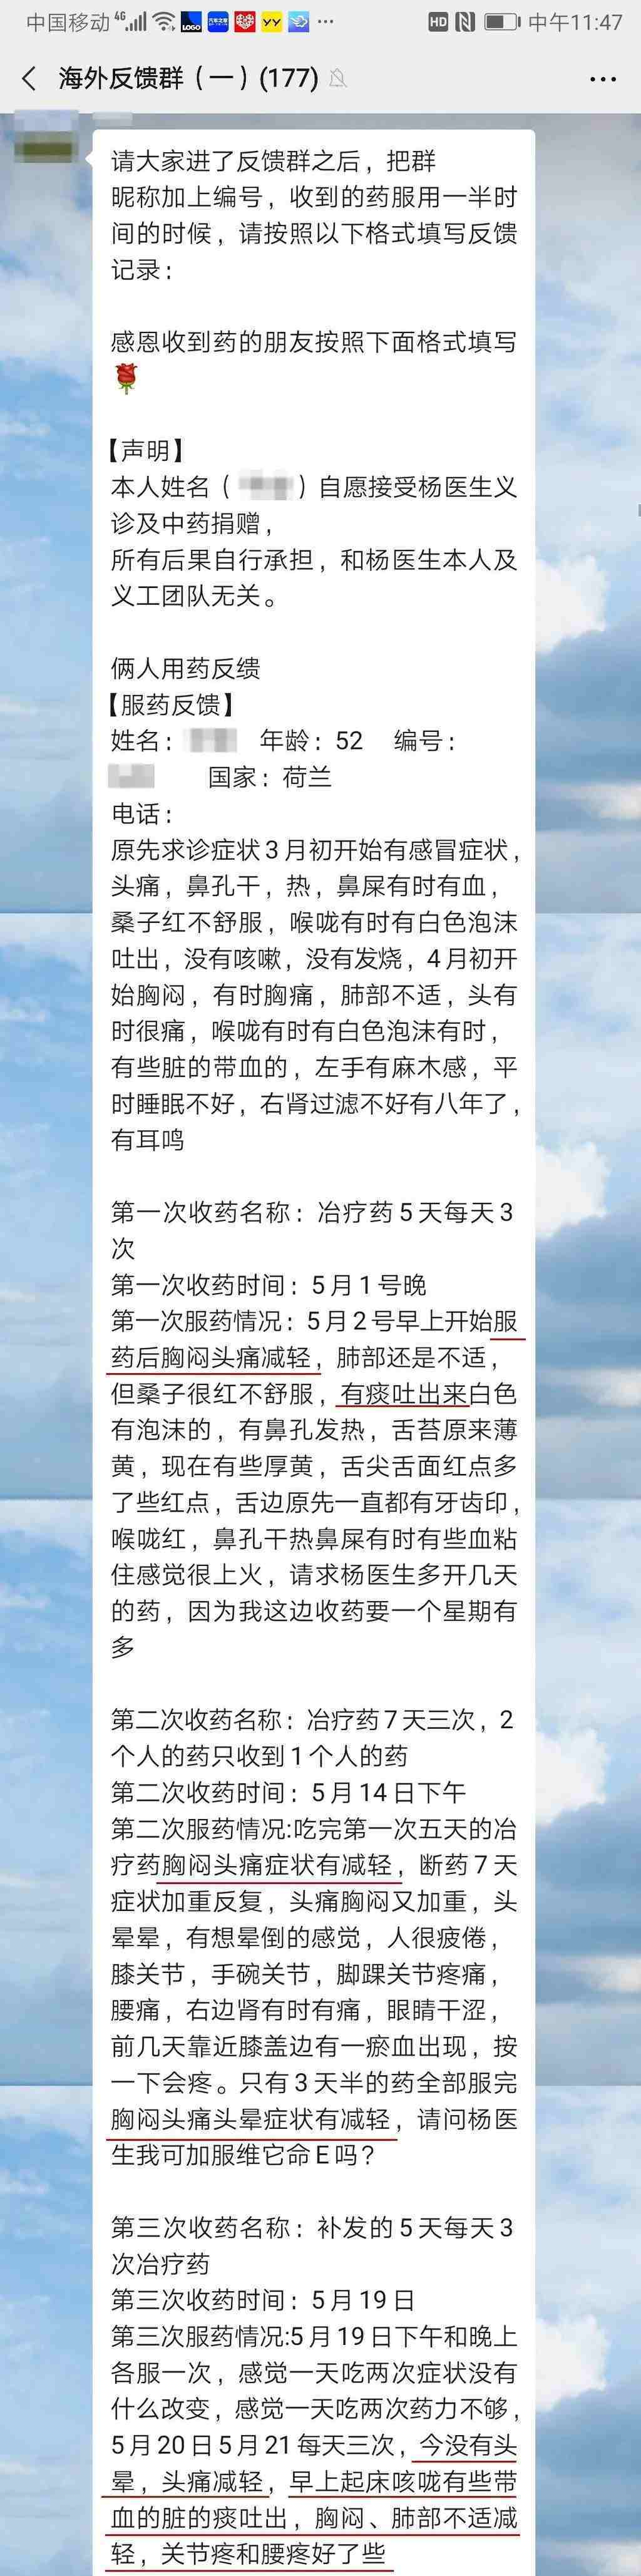 中国移动 4G HD 中午11:47
海外反馈群（一）(177)
请大家进了反馈群之后，把群
昵称加上编号，收到的药服用一半时
间的时候，请按照以下格式填写反馈
记录：
感恩收到药的朋友按照下面格式填写
【声明】
本人姓名（ ）自愿接受杨医生义
诊及中药捐赠，
所有后果自行承担，和杨医生本人及
义工团队无关。
俩人用药反缋
【服药反馈】
姓名： 年龄：52 编号：
国家：荷兰
电话：
原先求诊症状3月初开始有感冒症状，
头痛，鼻孔干，热，鼻屎有时有血，
桑子红不舒服，喉咙有时有白色泡沫
吐出，没有咳嗽，没有发烧，4月初开
始胸闷，有时胸痛，肺部不适，头有
时很痛，喉咙有时有白色泡沫有时，
有些脏的带血的，左手有麻木感，平
时睡眠不好，右肾过滤不好有八年了，
有耳鸣
第一次收药名称：冶疗药5天每天3
次
第一次收药时间：5月1号晚
第一次服药情况：5月2号早上开始服
药后胸闷头痛减轻，肺部还是不适，
但桑子很红不舒服，有痰吐出来白色
有泡沫的，有鼻孔发热，舌苔原来薄
黄，现在有些厚黄，舌尖舌面红点多
了些红点，舌边原先一直都有牙齿印，
喉咙红，鼻孔干热鼻屎有时有些血粘
住感觉很上火，请求杨医生多开几天
的药，因为我这边收药要一个星期有
多
第二次收药名称：冶疗药7天三次，2
个人的药只收到1个人的药
第二次收药时间：5月14日下午
第二次服药情况:吃完第一次五天的冶
疗药胸闷头痛症状有减轻，断药7天
症状加重反复，头痛胸闷又加重，头
晕晕，有想晕倒的感觉，人很疲倦，
膝关节，手碗关节，脚踝关节疼痛，
腰痛，右边肾有时有痛，眼睛干涩，
前几天靠近膝盖边有一瘀血出现，按
一下会疼。只有3天半的药全部服完
胸闷头痛头晕症状有减轻，请问杨医
生我可加服维它命E吗？
第三次收药名称：补发的5天每天3
次冶疗药
第三次收药时间：5月19日
第三次服药情况:5月19日下午和晚上
各服一次，感觉一天吃两次症状没有
什么改变，感觉一天吃两次药力不够，
5月20日5月21每天三次，今没有头
晕，头痛减轻，早上起床咳咙有些带
血的脏的痰吐出，胸闷、肺部不适减
轻，关节疼和腰疼好了些